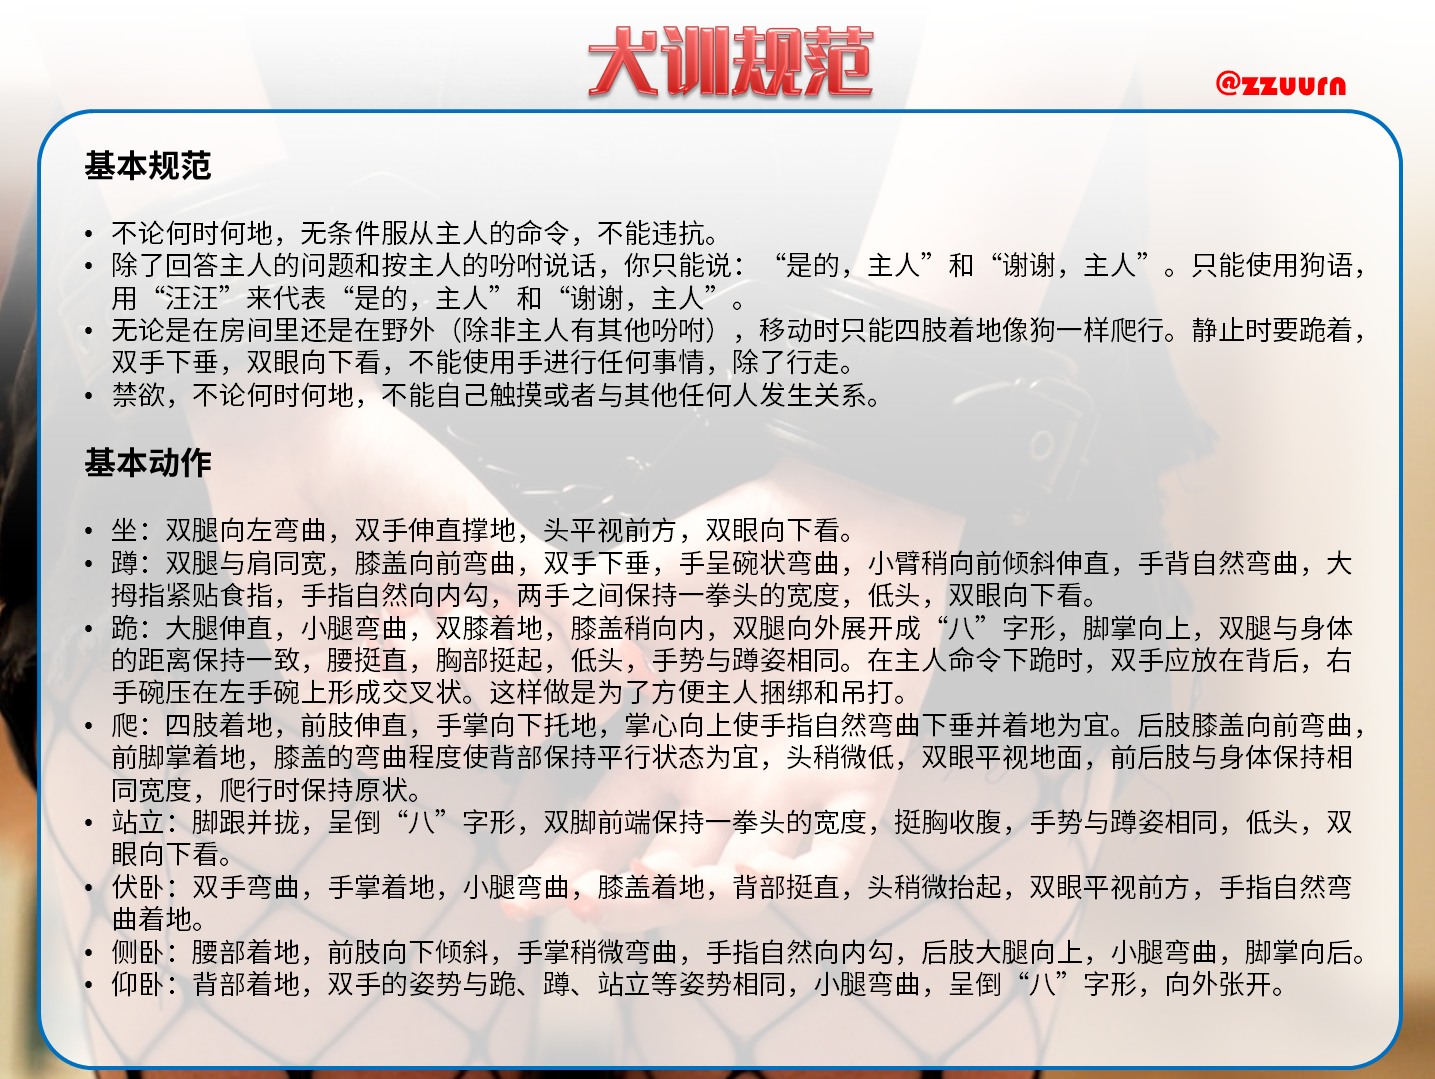 犬训规范
@zzuurn
基本规范
• 不论何时何地，无条件服从主人的命令，不能违抗。
• 除了回答主人的问题和按主人的吩咐说话，你只能说：“是的，主人”和“谢谢，主人”。只能使用狗语，
用“汪汪”来代表“是的，主人”和“谢谢，主人”。
• 无论是在房间里还是在野外（除非主人有其他吩咐），移动时只能四肢着地像狗一样爬行。静止时要跪着，
双手下垂，双眼向下看，不能使用手进行任何事情，除了行走。
• 禁欲，不论何时何地，不能自己触摸或者与其他任何人发生关系。
基本动作
• 坐：双腿向左弯曲，双手伸直撑地，头平视前方，双眼向下看。
• 蹲：双腿与肩同宽，膝盖向前弯曲，双手下垂，手呈碗状弯曲，小臂稍向前倾斜伸直，手背自然弯曲，大
拇指紧贴食指，手指自然向内勾，两手之间保持一拳头的宽度，低头，双眼向下看。
• 跪：大腿伸直，小腿弯曲，双膝着地，膝盖稍向内，双腿向外展开成“八”字形，脚掌向上，双腿与身体
的距离保持一致，腰挺直，胸部挺起，低头，手势与蹲姿相同。在主人命令下跪时，双手应放在背后，右
手碗压在左手碗上形成交叉状。这样做是为了方便主人捆绑和吊打。
• 爬：四肢着地，前肢伸直，手掌向下托地，掌心向上使手指自然弯曲下垂并着地为宜。后肢膝盖向前弯曲，
前脚掌着地，膝盖的弯曲程度使背部保持平行状态为宜，头稍微低，双眼平视地面，前后肢与身体保持相
同宽度，爬行时保持原状。
• 站立：脚跟并拢，呈倒“八”字形，双脚前端保持一拳头的宽度，挺胸收腹，手势与蹲姿相同，低头，双
眼向下看。
• 伏卧：双手弯曲，手掌着地，小腿弯曲，膝盖着地，背部挺直，头稍微抬起，双眼平视前方，手指自然弯
曲着地。
• 侧卧：腰部着地，前肢向下倾斜，手掌稍微弯曲，手指自然向内勾，后肢大腿向上，小腿弯曲，脚掌向后。
• 仰卧：背部着地，双手的姿势与跪、蹲、站立等姿势相同，小腿弯曲，呈倒“八”字形，向外张开。